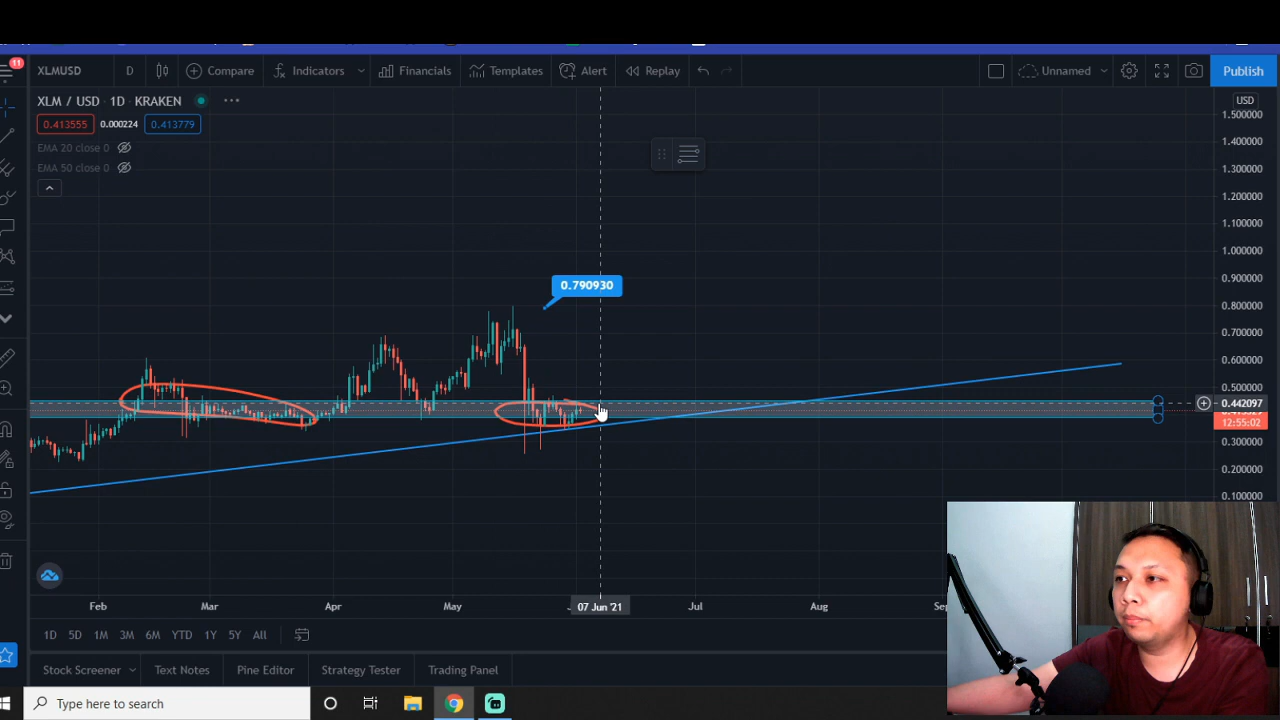 11
XLMUSD
D
Compare
Indicators
Financials
Templates
Alert
Replay
Unnamed
Publish
XLM / USD · 1D · KRAKEN
USD
0.413555
0.000224
0.413779
EMA 20 close 0
EMA 50 close 0
1.500000
1.400000
1.300000
1.200000
1.100000
1.000000
0.900000
0.800000
0.700000
0.600000
0.500000
0.442097
12:55:02
0.300000
0.200000
0.100000
0.790930
Feb
Mar
Apr
May
07 Jun '21
Jul
Aug
1D
5D
1M
3M
6M
YTD
1Y
5Y
All
Stock Screener
Text Notes
Pine Editor
Strategy Tester
Trading Panel
Type here to search